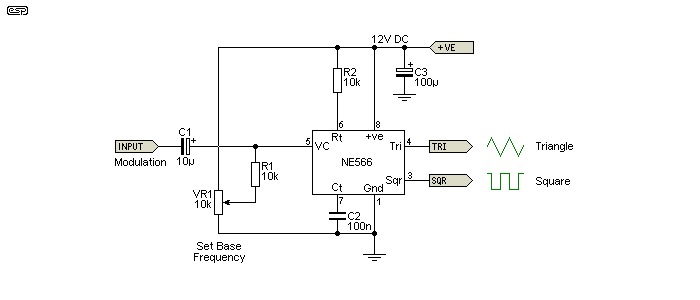 esp
12V DC
+VE
R2
10k
C3
+
100µ
C1
+
10µ
INPUT
Modulation
5
VC
6
Rt
8
+ve
NE566
Tri
4
TRI
Triangle
Sqr
3
SQR
Square
Ct
7
Gnd
1
R1
10k
VR1
10k
C2
100n
Set Base
Frequency